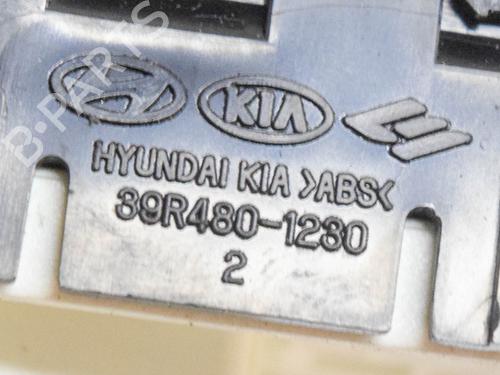 B-PARTS
KIA
HYUNDAI KIA >ABS<
39R480-1230
2